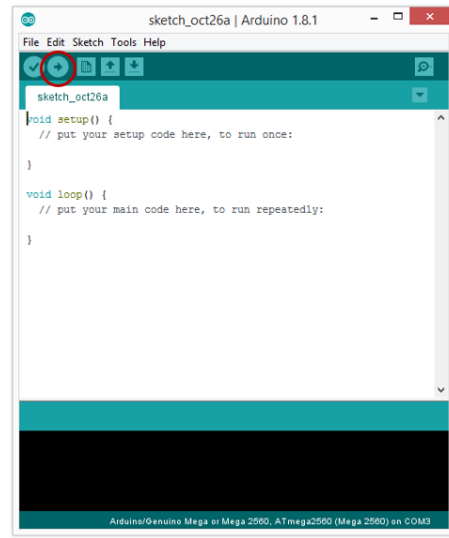 sketch_oct26a | Arduino 1.8.1
File Edit Sketch Tools Help
sketch_oct26a
void setup() {
  // put your setup code here, to run once:

}

void loop() {
  // put your main code here, to run repeatedly:

}
Arduino/Genuino Mega or Mega 2560, ATmega2560 (Mega 2560) on COM3